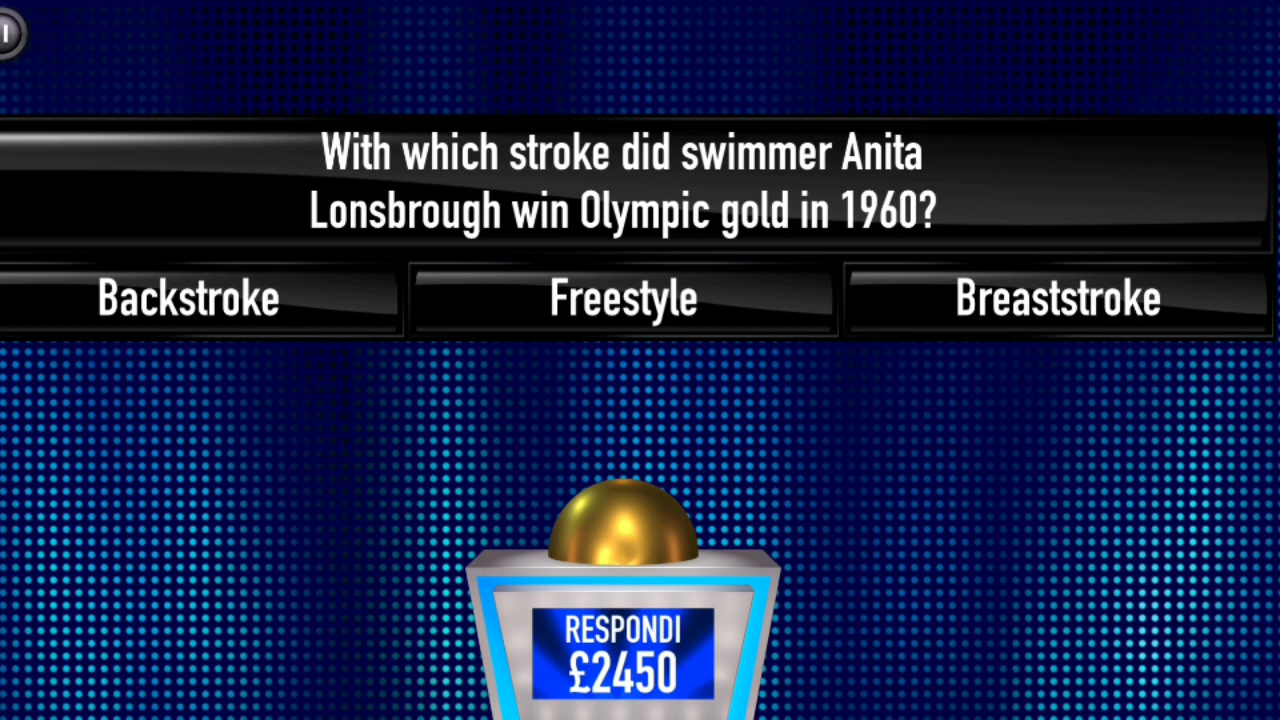 With which stroke did swimmer Anita
Lonsbrough win Olympic gold in 1960?
Backstroke
Freestyle
Breaststroke
RESPONDI
£2450